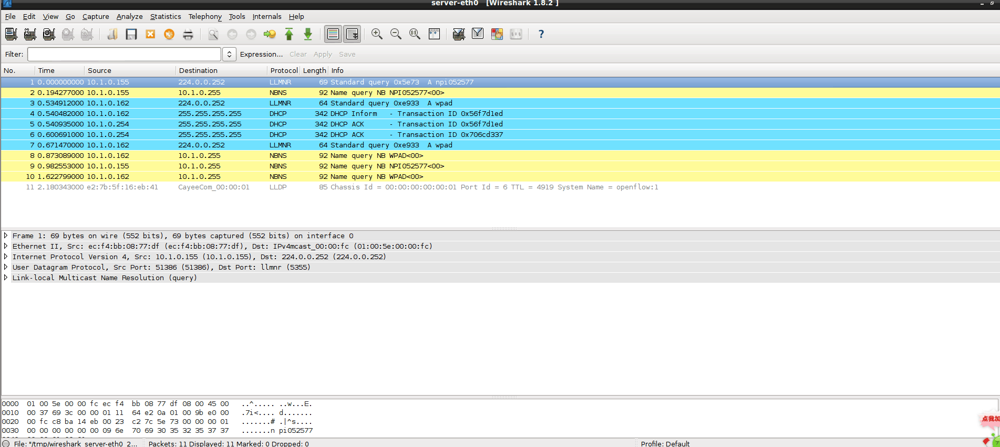 server-eth0 [Wireshark 1.8.2 ]
File Edit View Go Capture Analyze Statistics Telephony Tools Internals Help
Filter: Expression... Clear Apply Save
No. Time Source Destination Protocol Length Info
1 0.000000000 10.1.0.155 224.0.0.252 LLMNR 69 Standard query 0x5e73 A npi052577
2 0.194277000 10.1.0.155 10.1.0.255 NBNS 92 Name query NB NPI052577<00>
3 0.534912000 10.1.0.162 224.0.0.252 LLMNR 64 Standard query 0xe933 A wpad
4 0.540482000 10.1.0.162 255.255.255.255 DHCP 342 DHCP Inform - Transaction ID 0x56f7d1ed
5 0.540935000 10.1.0.254 255.255.255.255 DHCP 342 DHCP ACK - Transaction ID 0x56f7d1ed
6 0.600691000 10.1.0.254 255.255.255.255 DHCP 342 DHCP ACK - Transaction ID 0x706cd337
7 0.671470000 10.1.0.162 224.0.0.252 LLMNR 64 Standard query 0xe933 A wpad
8 0.873089000 10.1.0.162 10.1.0.255 NBNS 92 Name query NB WPAD<00>
9 0.982553000 10.1.0.155 10.1.0.255 NBNS 92 Name query NB NPI052577<00>
10 1.622799000 10.1.0.162 10.1.0.255 NBNS 92 Name query NB WPAD<00>
11 2.180343000 e2:7b:5f:16:eb:41 CayeeCom_00:00:01 LLDP 85 Chassis Id = 00:00:00:00:00:01 Port Id = 6 TTL = 4919 System Name = openflow:1
Frame 1: 69 bytes on wire (552 bits), 69 bytes captured (552 bits) on interface 0
Ethernet II, Src: ec:f4:bb:08:77:df (ec:f4:bb:08:77:df), Dst: IPv4mcast_00:00:fc (01:00:5e:00:00:fc)
Internet Protocol Version 4, Src: 10.1.0.155 (10.1.0.155), Dst: 224.0.0.252 (224.0.0.252)
User Datagram Protocol, Src Port: 51386 (51386), Dst Port: llmnr (5355)
Link-local Multicast Name Resolution (query)
0000 01 00 5e 00 00 fc ec f4 bb 08 77 df 08 00 45 00 ..^..... ..w...E.
0010 00 37 69 3c 00 00 01 11 64 e2 0a 01 00 9b e0 00 .7i<.... d.......
0020 00 fc c8 ba 14 eb 00 23 c2 7c 5e 73 00 00 00 01 .......# .|^s....
0030 00 00 00 00 00 00 09 6e 70 69 30 35 32 35 37 37 .......n pi052577
点我加
File: "/tmp/wireshark_server-eth0_2... Packets: 11 Displayed: 11 Marked: 0 Dropped: 0 Profile: Default